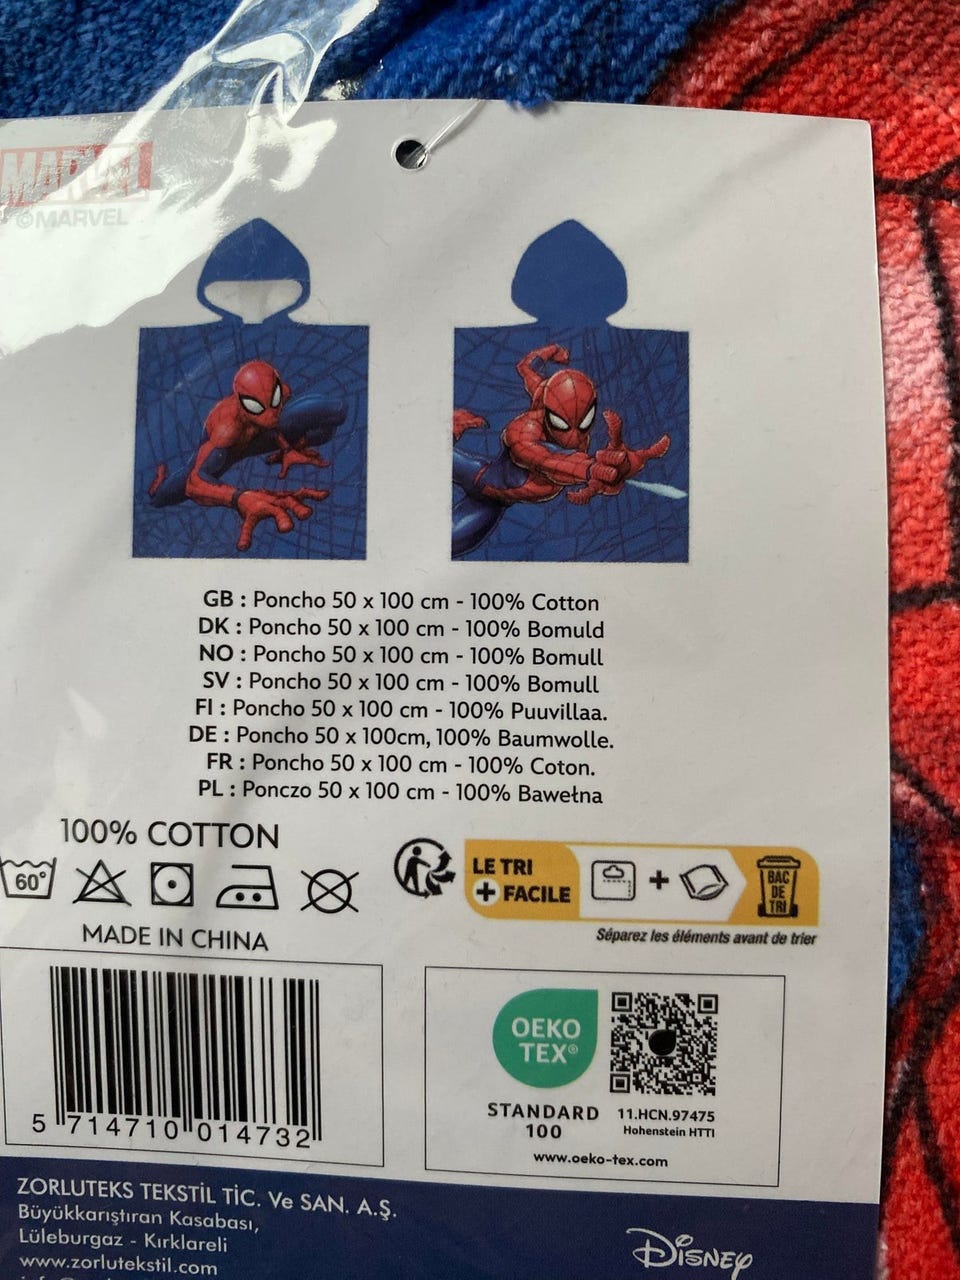 MARVEL
© MARVEL
GB : Poncho 50 x 100 cm - 100% Cotton
DK : Poncho 50 x 100 cm - 100% Bomuld
NO : Poncho 50 x 100 cm - 100% Bomull
SV : Poncho 50 x 100 cm - 100% Bomull
FI : Poncho 50 x 100 cm - 100% Puuvillaa.
DE : Poncho 50 x 100cm, 100% Baumwolle.
FR : Poncho 50 x 100 cm - 100% Coton.
PL : Ponczo 50 x 100 cm - 100% Bawełna
100% COTTON
60°
MADE IN CHINA
LE TRI
+ FACILE
+
BAC
DE
TRI
Séparez les éléments avant de trier
5 714710 014732
OEKO
TEX®
STANDARD
100
11.HCN.97475
Hohenstein HTTI
www.oeko-tex.com
ZORLUTEKS TEKSTİL TİC. Ve SAN. A.Ş.
Büyükkarıştıran Kasabası,
Lüleburgaz - Kırklareli
www.zorlutekstil.com
Disney